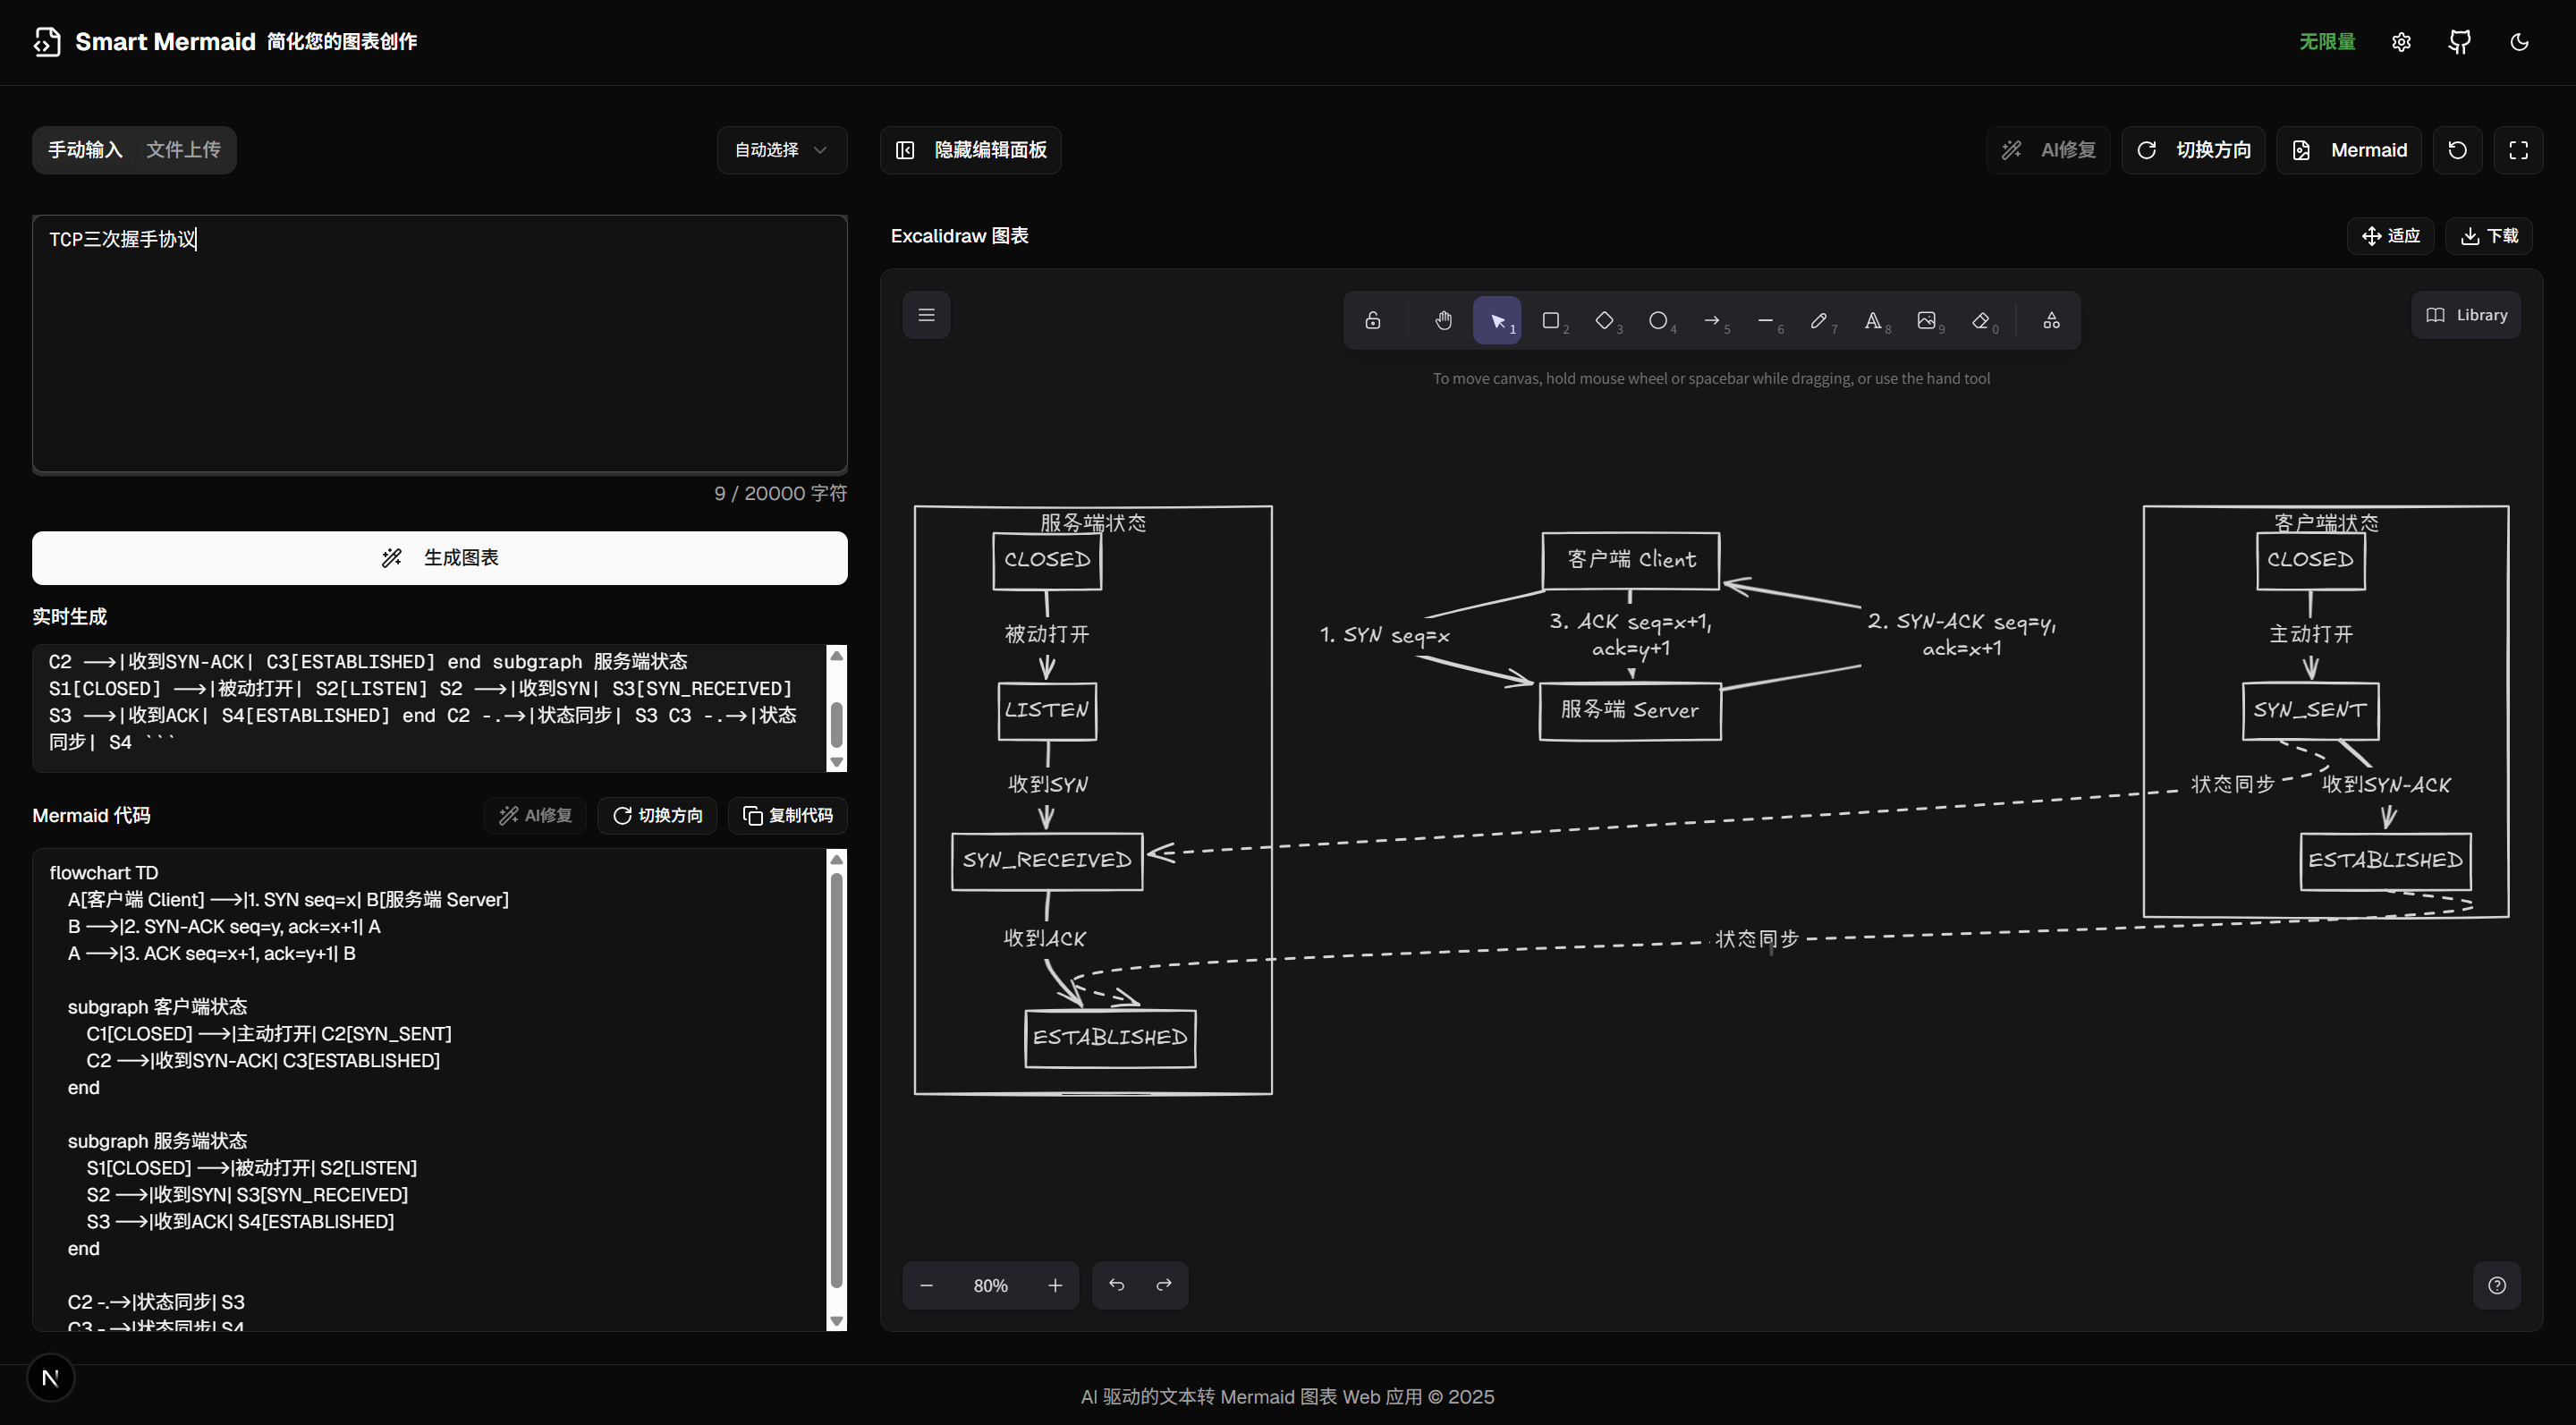 Smart Mermaid 简化您的图表创作
无限量
手动输入 文件上传
自动选择
隐藏编辑面板
AI修复
切换方向
Mermaid
TCP三次握手协议
9 / 20000 字符
生成图表
实时生成
C2 -->|收到SYN-ACK| C3[ESTABLISHED] end subgraph 服务端状态
S1[CLOSED] -->|被动打开| S2[LISTEN] S2 -->|收到SYN| S3[SYN_RECEIVED]
S3 -->|收到ACK| S4[ESTABLISHED] end C2 -.->|状态同步| S3 C3 -.->|状态
同步| S4 ```
Mermaid 代码
AI修复
切换方向
复制代码
flowchart TD
A[客户端 Client] -->|1. SYN seq=x| B[服务端 Server]
B -->|2. SYN-ACK seq=y, ack=x+1| A
A -->|3. ACK seq=x+1, ack=y+1| B
subgraph 客户端状态
C1[CLOSED] -->|主动打开| C2[SYN_SENT]
C2 -->|收到SYN-ACK| C3[ESTABLISHED]
end
subgraph 服务端状态
S1[CLOSED] -->|被动打开| S2[LISTEN]
S2 -->|收到SYN| S3[SYN_RECEIVED]
S3 -->|收到ACK| S4[ESTABLISHED]
end
C2 -.->|状态同步| S3
C3 -.->|状态同步| S4
Excalidraw 图表
适应
下载
1
2
3
4
5
6
7
8
9
0
Library
To move canvas, hold mouse wheel or spacebar while dragging, or use the hand tool
服务端状态
CLOSED
被动打开
LISTEN
收到SYN
SYN_RECEIVED
收到ACK
ESTABLISHED
客户端 Client
1. SYN seq=x
3. ACK seq=x+1,
ack=y+1
2. SYN-ACK seq=y,
ack=x+1
服务端 Server
客户端状态
CLOSED
主动打开
SYN_SENT
状态同步
收到SYN-ACK
ESTABLISHED
状态同步
80%
N
AI 驱动的文本转 Mermaid 图表 Web 应用 © 2025